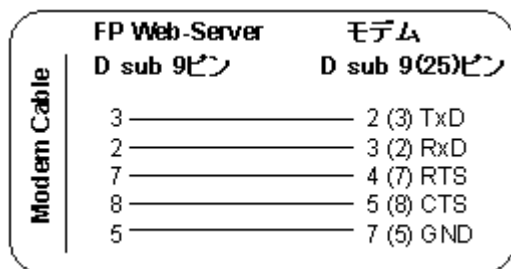 FP Web-Server モデム
D sub 9ピン D sub 9(25)ピン
Modem Cable
3 2 (3) TxD
2 3 (2) RxD
7 4 (7) RTS
8 5 (8) CTS
5 7 (5) GND